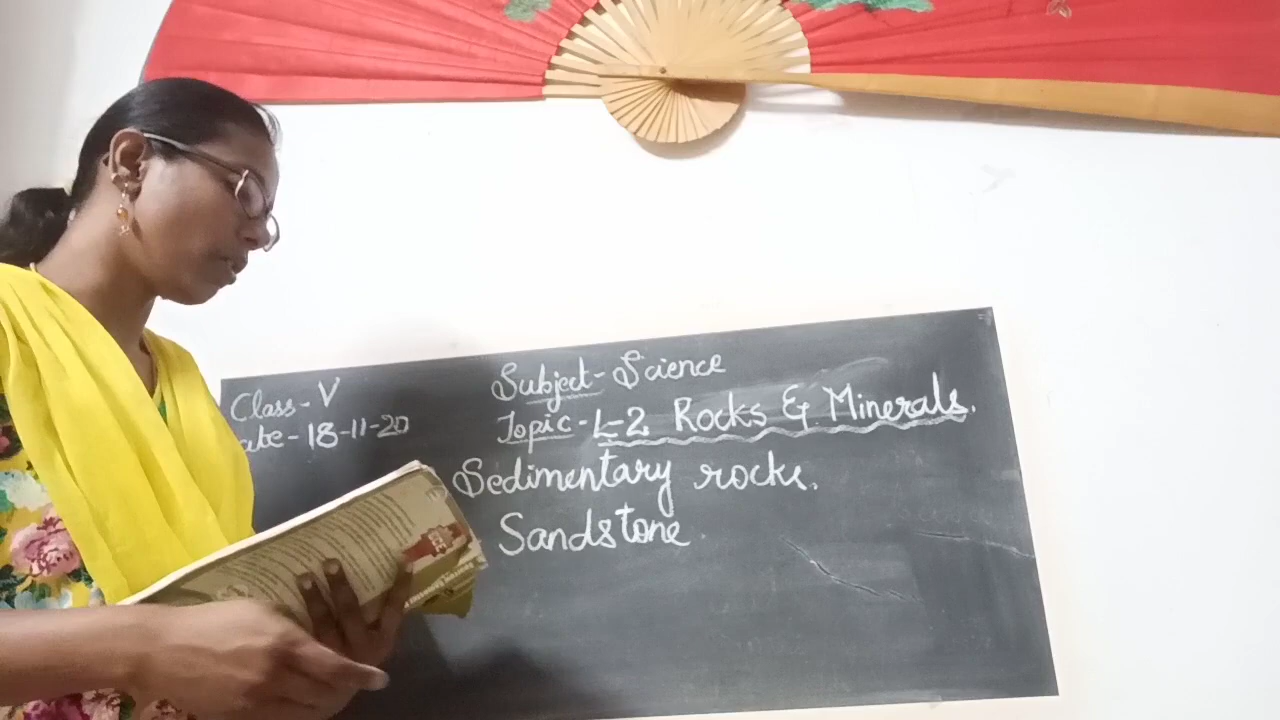 Class-V
ate-18-11-20
Subject-Science
Topic-L-2 Rocks & Minerals.
Sedimentary rocks.
Sandstone.